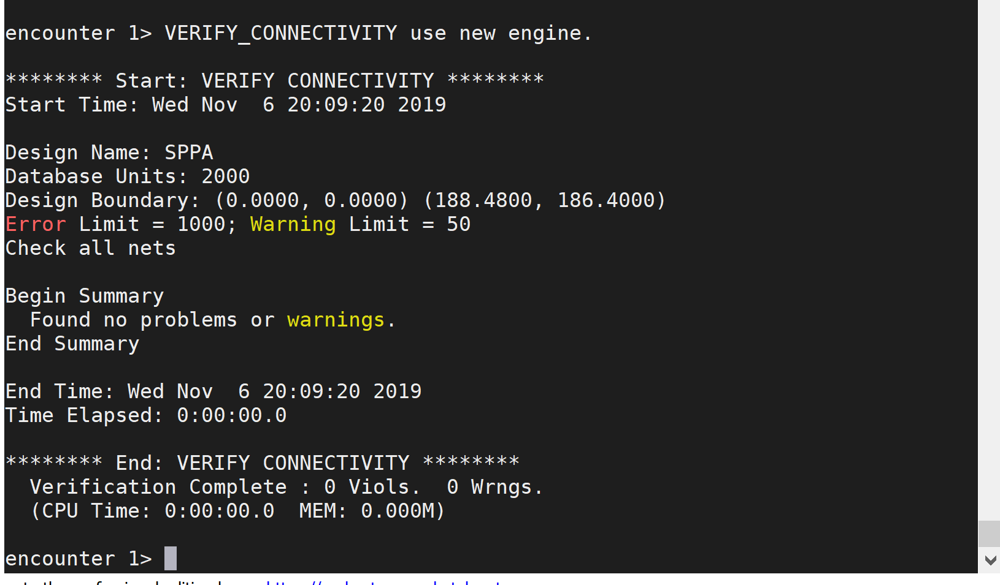 encounter 1> VERIFY_CONNECTIVITY use new engine.
******** Start: VERIFY CONNECTIVITY ********
Start Time: Wed Nov  6 20:09:20 2019
Design Name: SPPA
Database Units: 2000
Design Boundary: (0.0000, 0.0000) (188.4800, 186.4000)
Error Limit = 1000; Warning Limit = 50
Check all nets
Begin Summary
  Found no problems or warnings.
End Summary
End Time: Wed Nov  6 20:09:20 2019
Time Elapsed: 0:00:00.0
******** End: VERIFY CONNECTIVITY ********
  Verification Complete : 0 Viols.  0 Wrngs.
  (CPU Time: 0:00:00.0  MEM: 0.000M)
encounter 1>